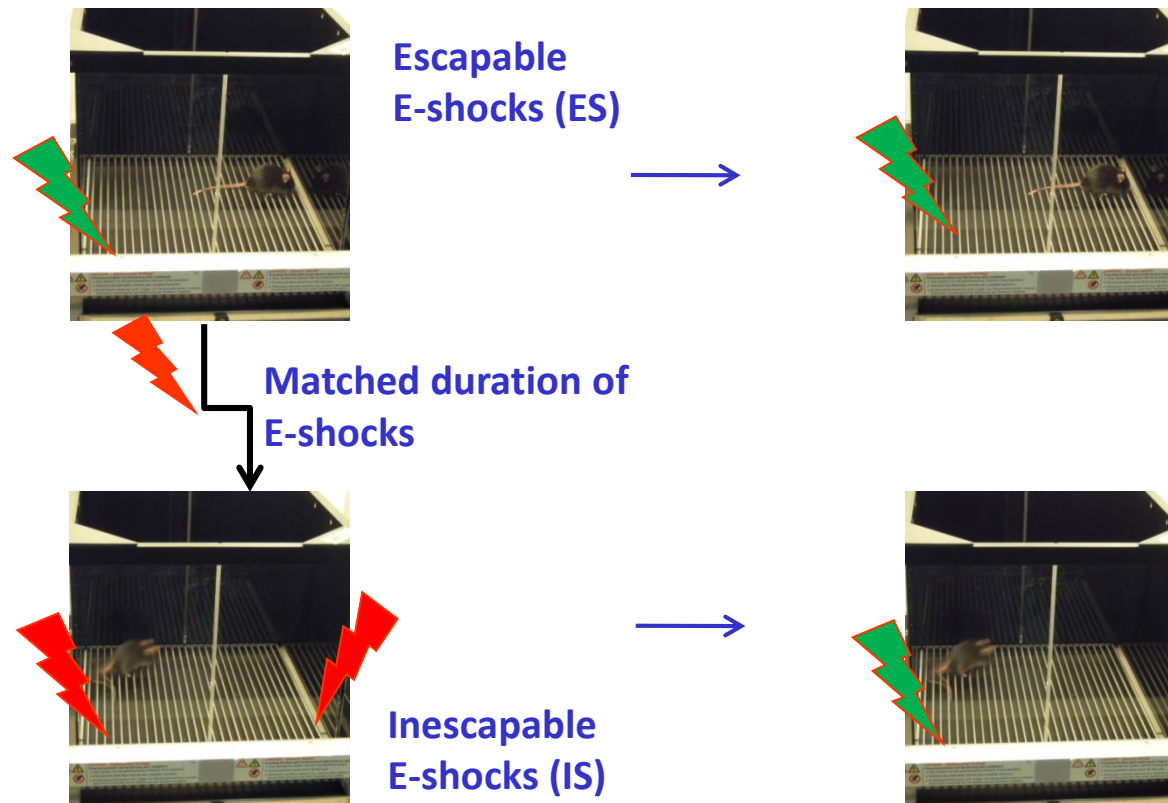 Escapable
E-shocks (ES)
Matched duration of
E-shocks
Inescapable
E-shocks (IS)